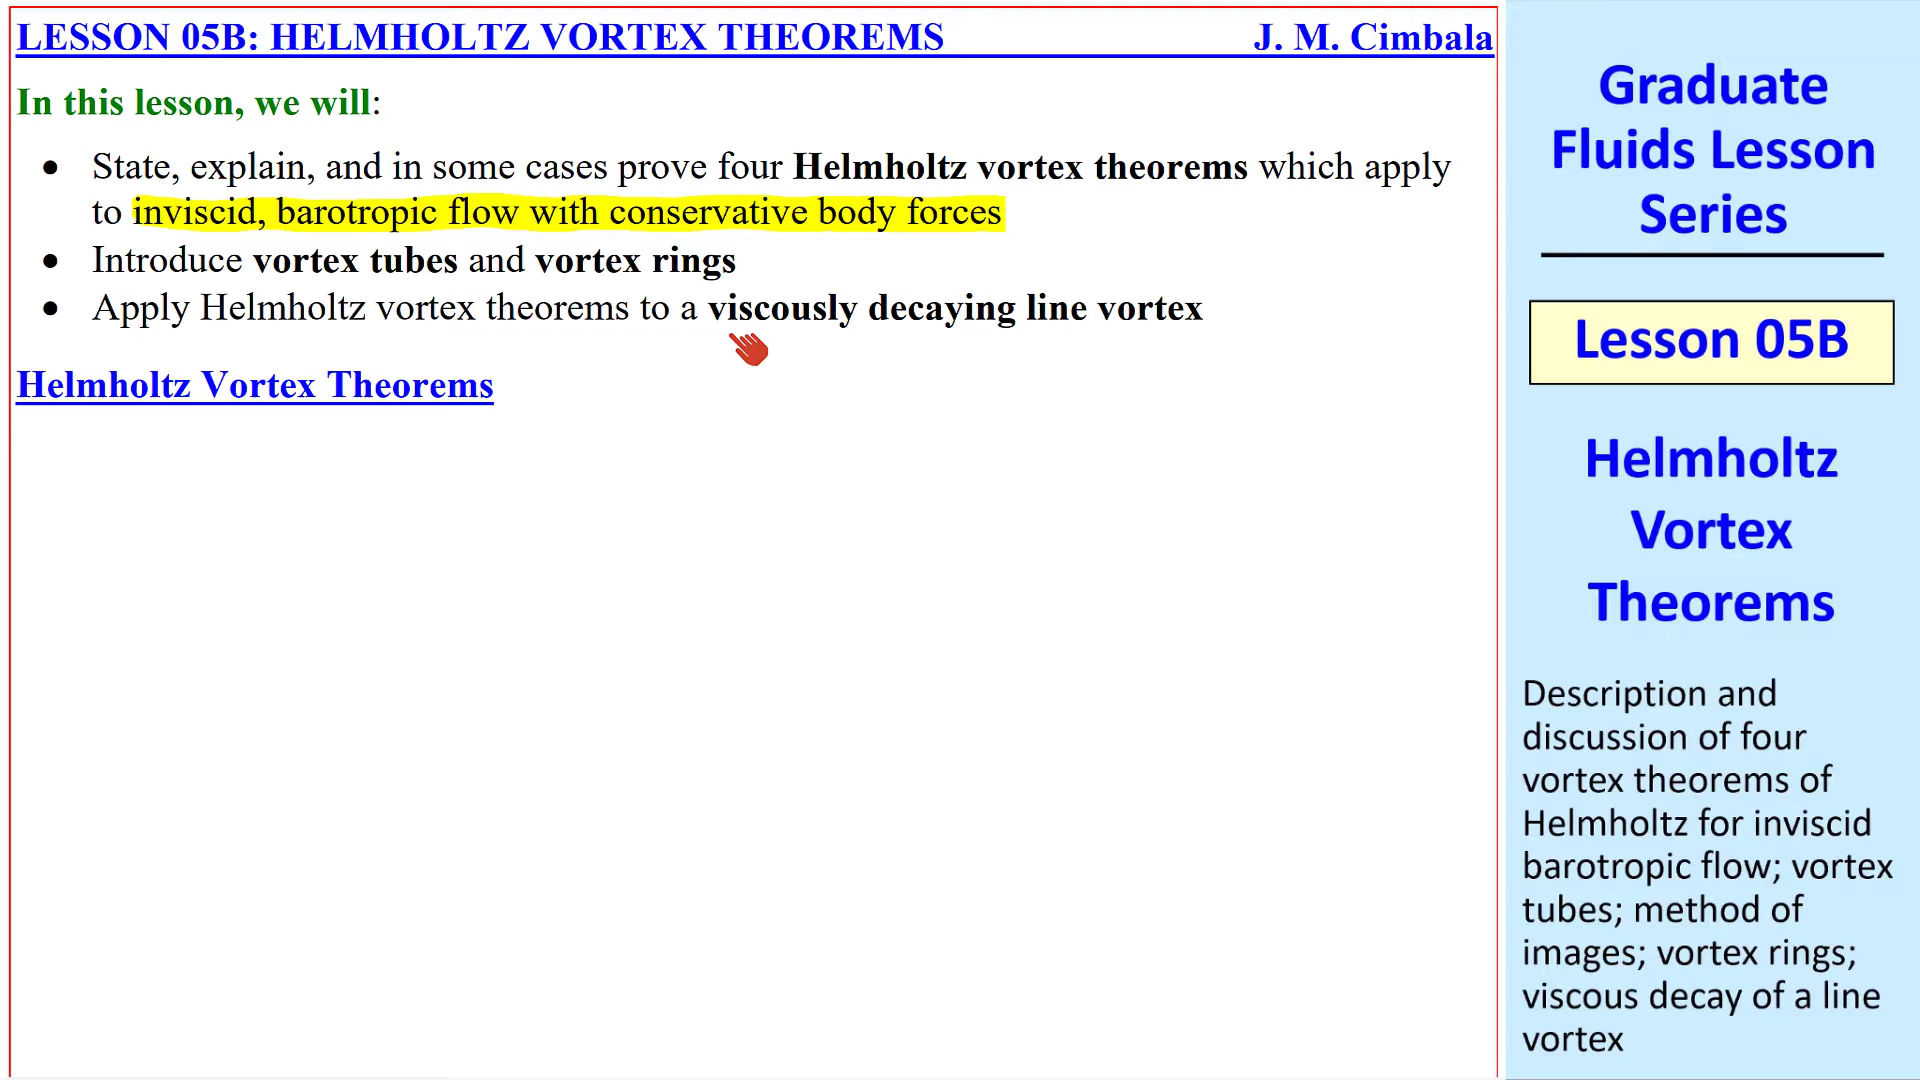 LESSON 05B: HELMHOLTZ VORTEX THEOREMS J. M. Cimbala
In this lesson, we will:
• State, explain, and in some cases prove four Helmholtz vortex theorems which apply
to inviscid, barotropic flow with conservative body forces
• Introduce vortex tubes and vortex rings
• Apply Helmholtz vortex theorems to a viscously decaying line vortex
Helmholtz Vortex Theorems
Graduate
Fluids Lesson
Series
Lesson 05B
Helmholtz
Vortex
Theorems
Description and
discussion of four
vortex theorems of
Helmholtz for inviscid
barotropic flow; vortex
tubes; method of
images; vortex rings;
viscous decay of a line
vortex